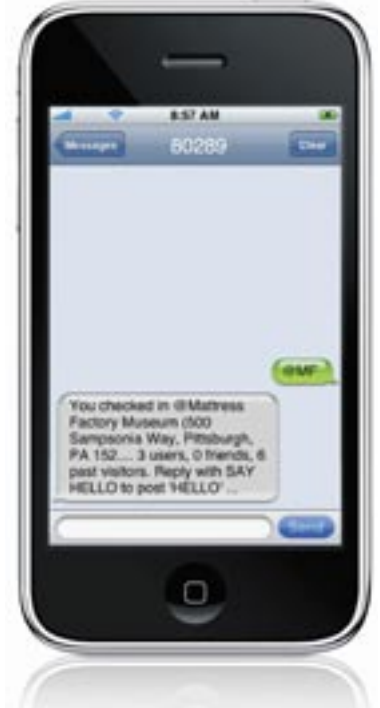 8:57 AM
Messages 80289 Clear
@MF
You checked in @Mattress
Factory Museum (500
Sampsonia Way, Pittsburgh,
PA 152.... 3 users, 0 friends, 6
past visitors. Reply with SAY
HELLO to post 'HELLO' ...
Send